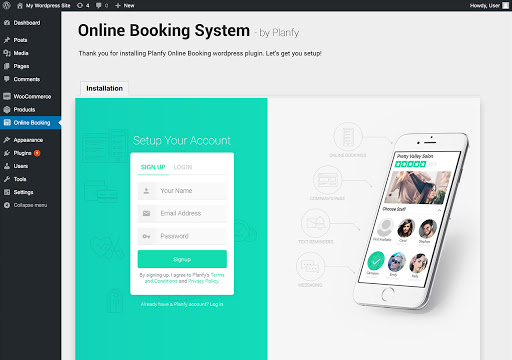 My Wordpress Site
4
0
New
Howdy, User
Dashboard
Posts
Media
Pages
Comments
WooCommerce
Products
Online Booking
Appearance
Plugins
Users
Tools
Settings
Collapse menu
Online Booking System - by Planfy
Thank you for installing Planfy Online Booking wordpress plugin. Let's get you setup!
Installation
Setup Your Account
SIGN UP
LOGIN
Your Name
Email Address
Password
Signup
By signing up, I agree to Planfy's Terms
and Conditions and Privacy Policy
Already have a Planfy account? Log in
ONLINE BOOKINGS
COMPANY'S PAGE
TEXT REMINDERS
MESSAGING
Pretty Valley Salon
Choose Staff
First Available
Carol
Stephan
Cameron
Emily
Kelly